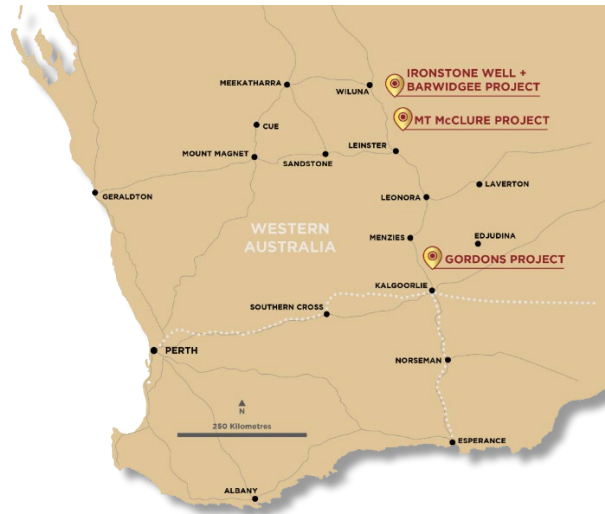 IRONSTONE WELL +
BARWIDGEE PROJECT
MEEKATHARRA
WILUNA
MT McCLURE PROJECT
CUE
LEINSTER
MOUNT MAGNET
SANDSTONE
LAVERTON
GERALDTON
LEONORA
WESTERN
AUSTRALIA
MENZIES
EDJUDINA
GORDONS PROJECT
KALGOORLIE
SOUTHERN CROSS
PERTH
NORSEMAN
N
250 Kilometres
ESPERANCE
ALBANY